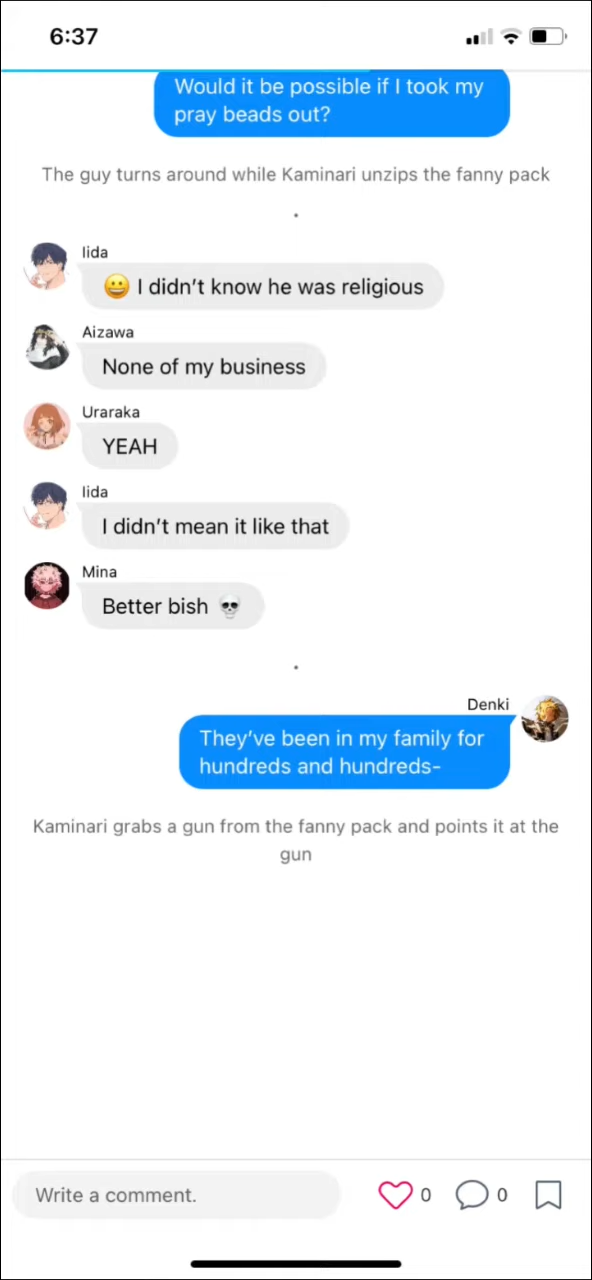 6:37
Would it be possible if I took my
pray beads out?
The guy turns around while Kaminari unzips the fanny pack
.
Iida
😀 I didn’t know he was religious
Aizawa
None of my business
Uraraka
YEAH
Iida
I didn’t mean it like that
Mina
Better bish 💀
.
Denki
They’ve been in my family for
hundreds and hundreds-
Kaminari grabs a gun from the fanny pack and points it at the
gun
Write a comment.
0
0